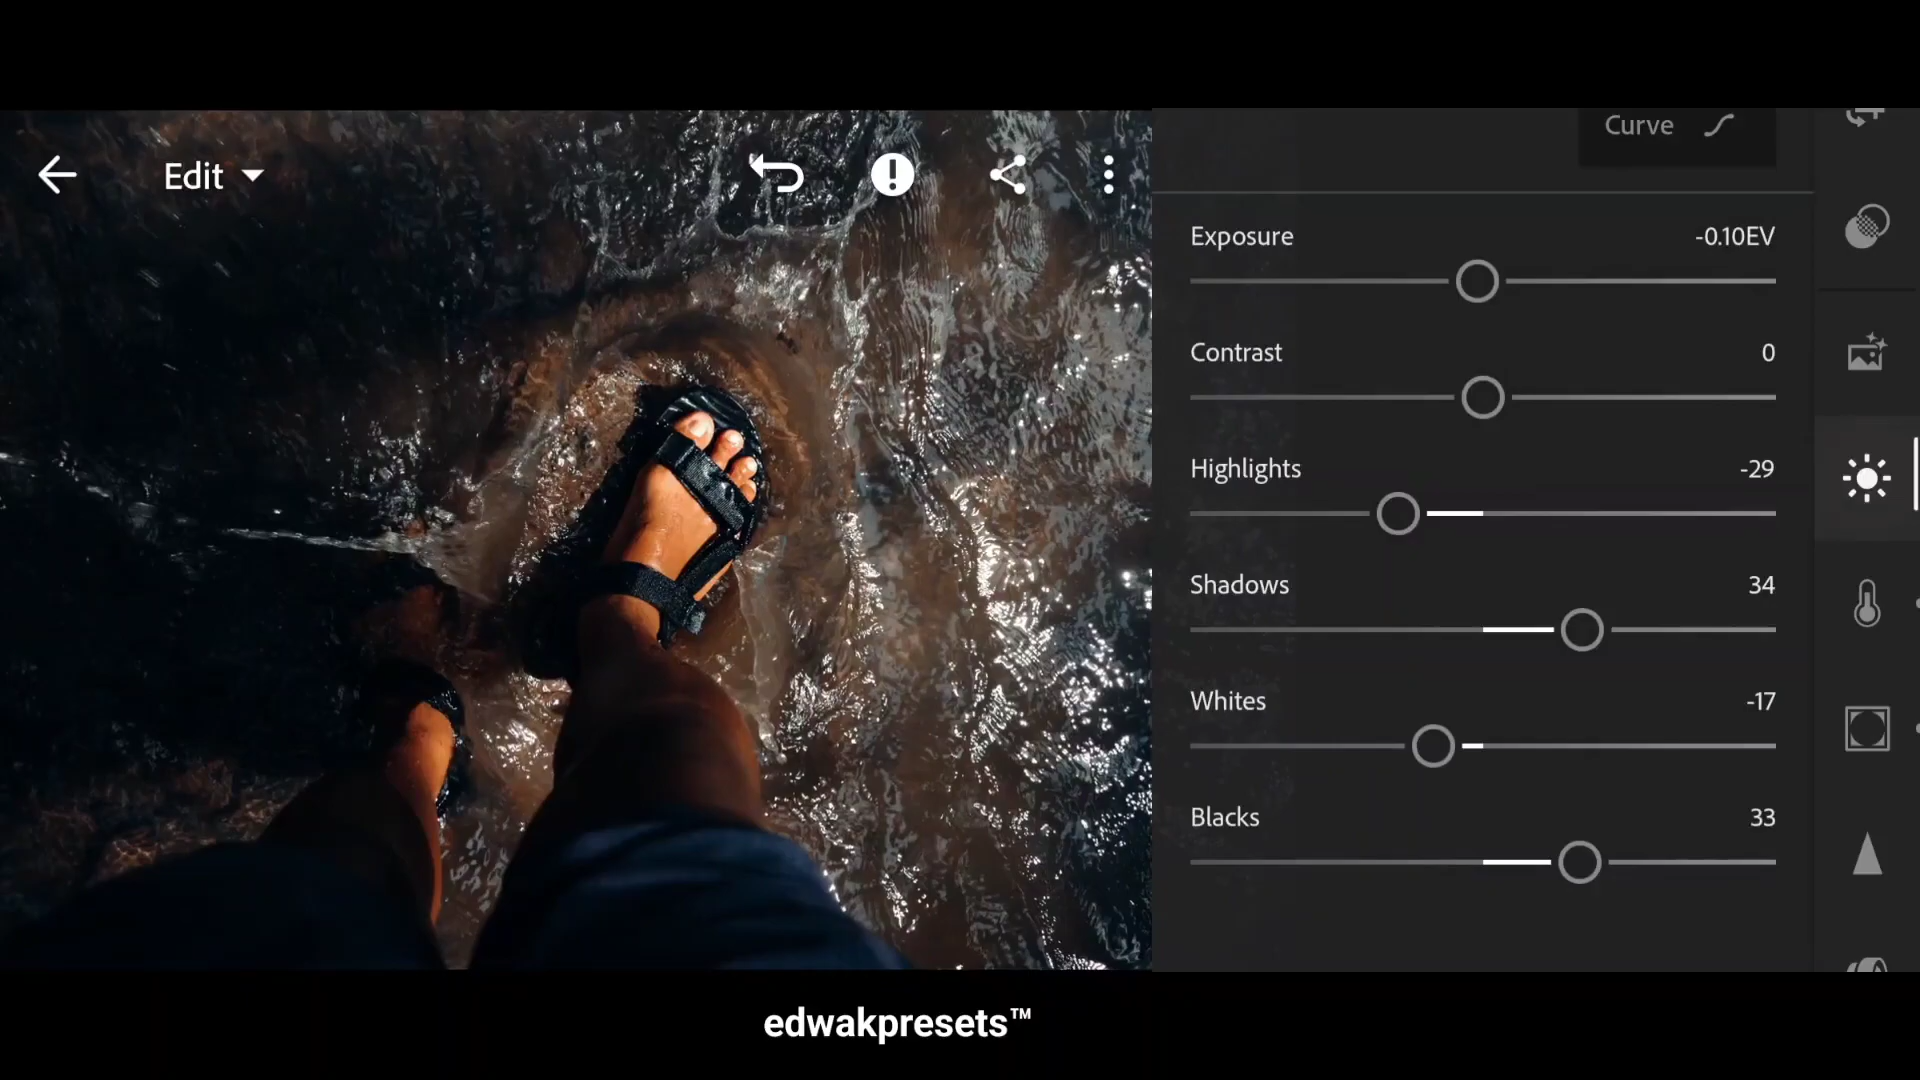 Edit
Curve
Exposure -0.10EV
Contrast 0
Highlights -29
Shadows 34
Whites -17
Blacks 33
edwakpresets™